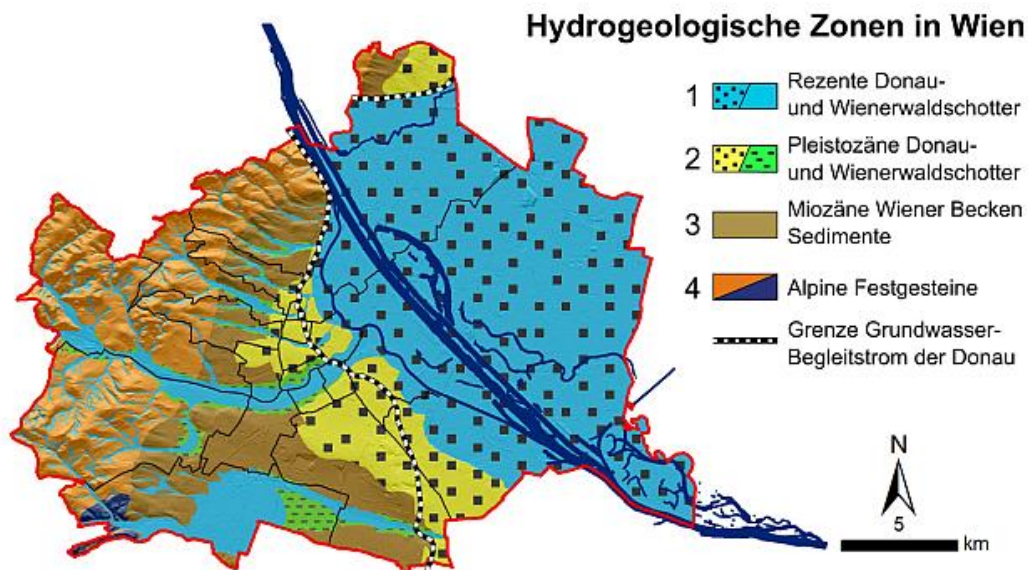 Hydrogeologische Zonen in Wien
1
Rezente Donau-
und Wienerwaldschotter
2
Pleistozäne Donau-
und Wienerwaldschotter
3
Miozäne Wiener Becken
Sedimente
4
Alpine Festgesteine
Grenze Grundwasser-
Begleitstrom der Donau
N
5
km